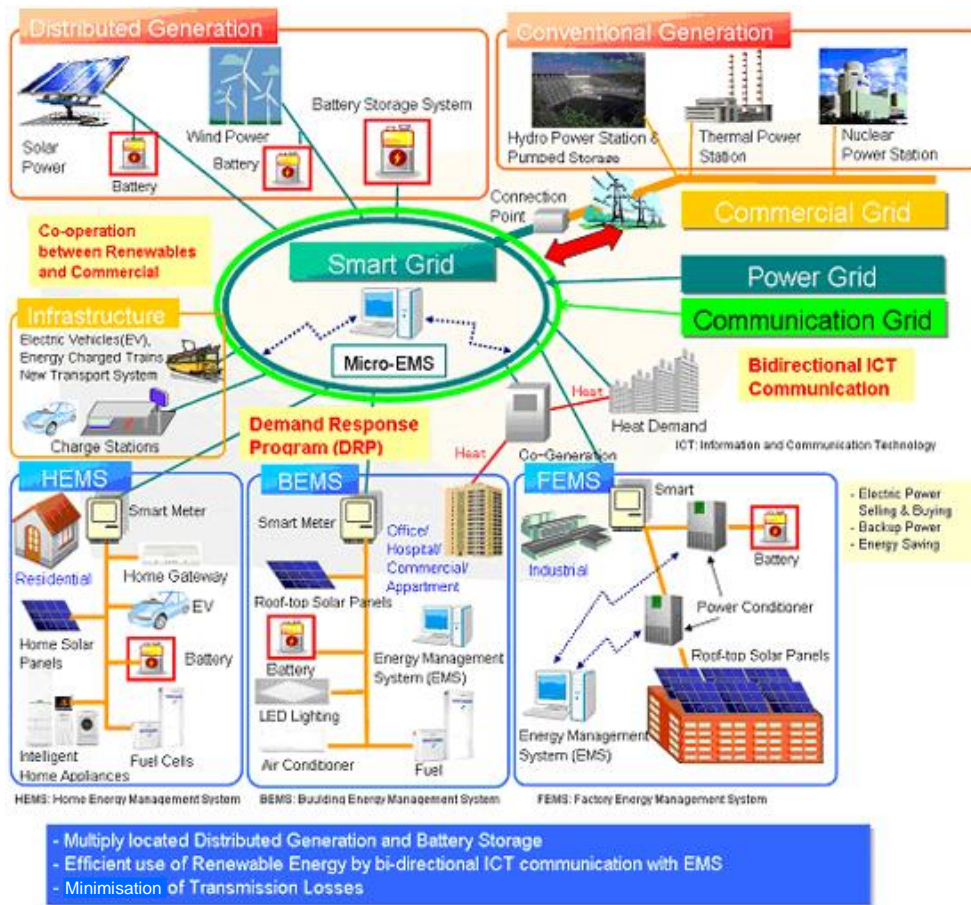 Distributed Generation
Conventional Generation
Solar
Power
Battery
Wind Power
Battery
Battery Storage System
Hydro Power Station &
Pumped Storage
Thermal Power
Station
Nuclear
Power Station
Connection
Point
Commercial Grid
Power Grid
Communication Grid
Co-operation
between Renewables
and Commercial
Smart Grid
Micro-EMS
Infrastructure
Electric Vehicles(EV),
Energy Charged Trains
New Transport System
Charge Stations
Demand Response
Program (DRP)
Bidirectional ICT
Communication
Heat
Heat
Heat Demand
Co-Generation
ICT: Information and Communication Technology
HEMS
Smart Meter
Residential
Home Gateway
EV
Home Solar
Panels
Battery
Intelligent
Home Appliances
Fuel Cells
HEMS: Home Energy Management System
BEMS
Smart Meter
Office/
Hospital/
Commercial/
Appartment
Roof-top Solar Panels
Battery
Energy Management
System (EMS)
LED Lighting
Air Conditioner
Fuel
BEMS: Buulding Energy Management System
FEMS
Smart
Industrial
Battery
Power Conditioner
Roof-top Solar Panels
Energy Management
System (EMS)
FEMS: Factory Energy Management System
- Electric Power
Selling & Buying
- Backup Power
- Energy Saving
- Multiply located Distributed Generation and Battery Storage
- Efficient use of Renewable Energy by bi-directional ICT communication with EMS
- Minimisation of Transmission Losses